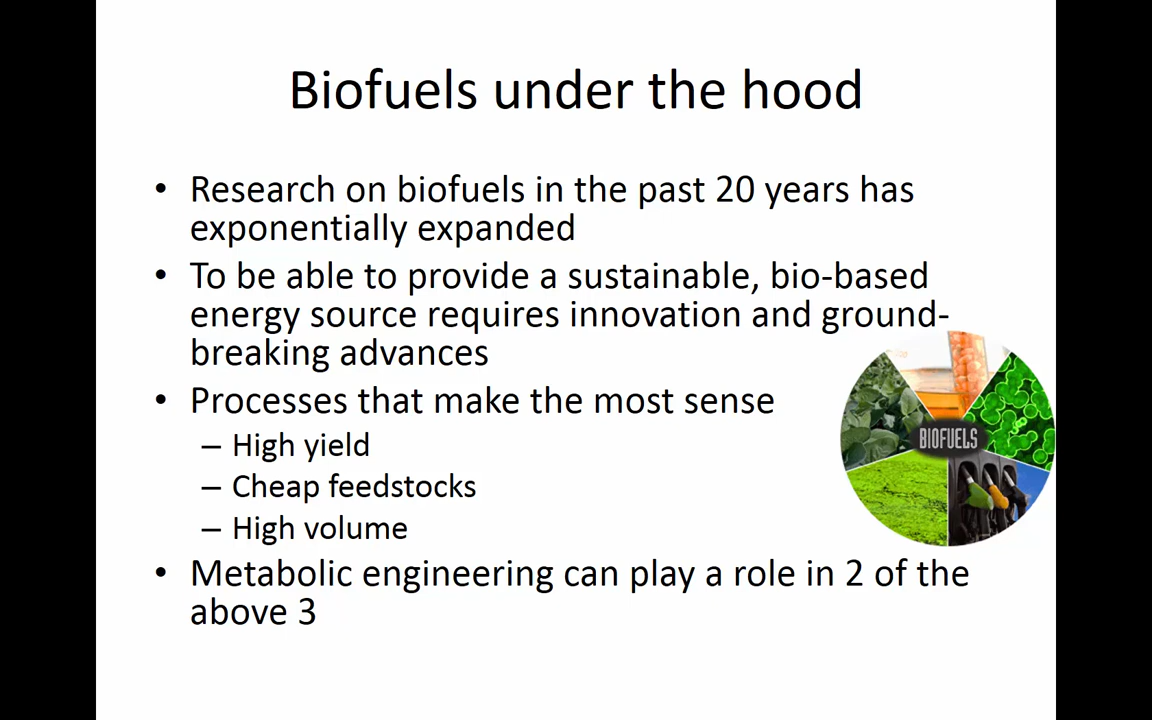 Biofuels under the hood
• Research on biofuels in the past 20 years has
exponentially expanded
• To be able to provide a sustainable, bio-based
energy source requires innovation and ground-
breaking advances
• Processes that make the most sense
– High yield
– Cheap feedstocks
– High volume
BIOFUELS
• Metabolic engineering can play a role in 2 of the
above 3